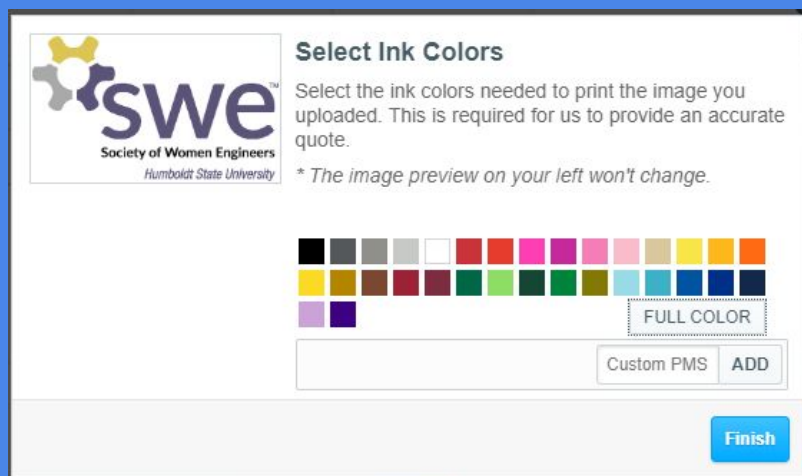 swe™
Society of Women Engineers
Humboldt State University
Select Ink Colors
Select the ink colors needed to print the image you
uploaded. This is required for us to provide an accurate
quote.
* The image preview on your left won't change.
FULL COLOR
Custom PMS ADD
Finish